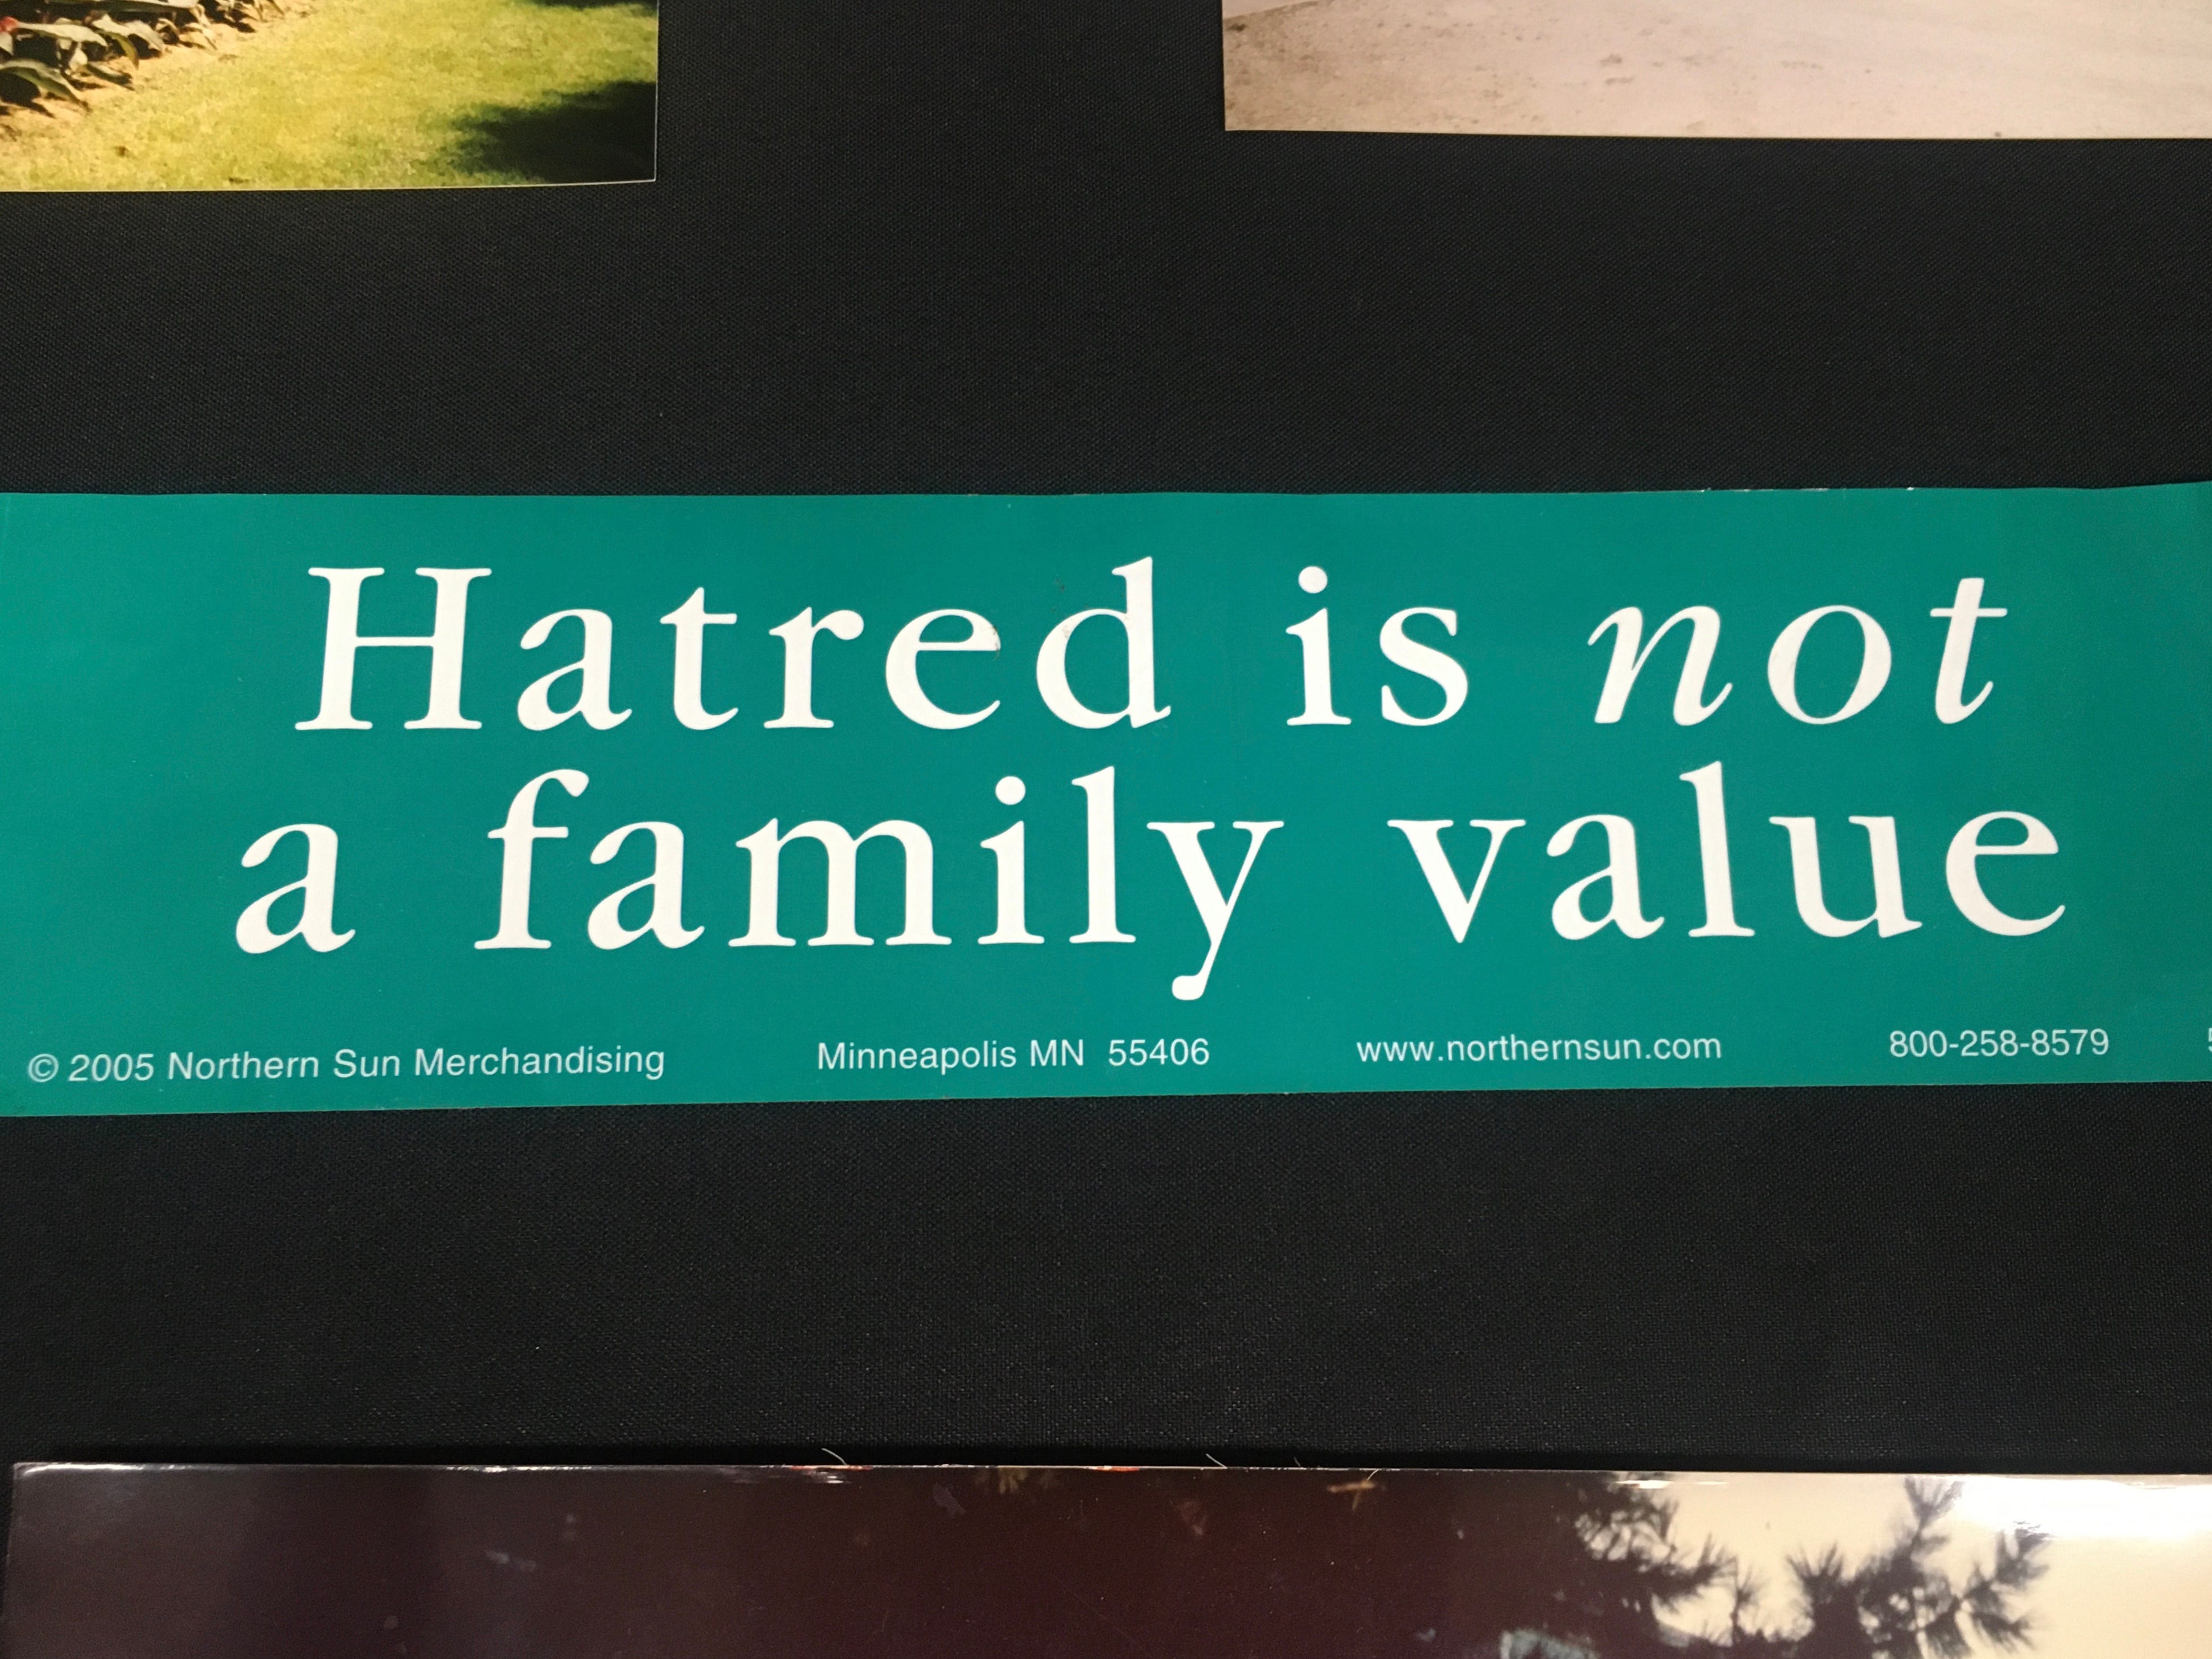 Hatred is not
a family value
© 2005 Northern Sun Merchandising Minneapolis MN 55406 www.northernsun.com 800-258-8579